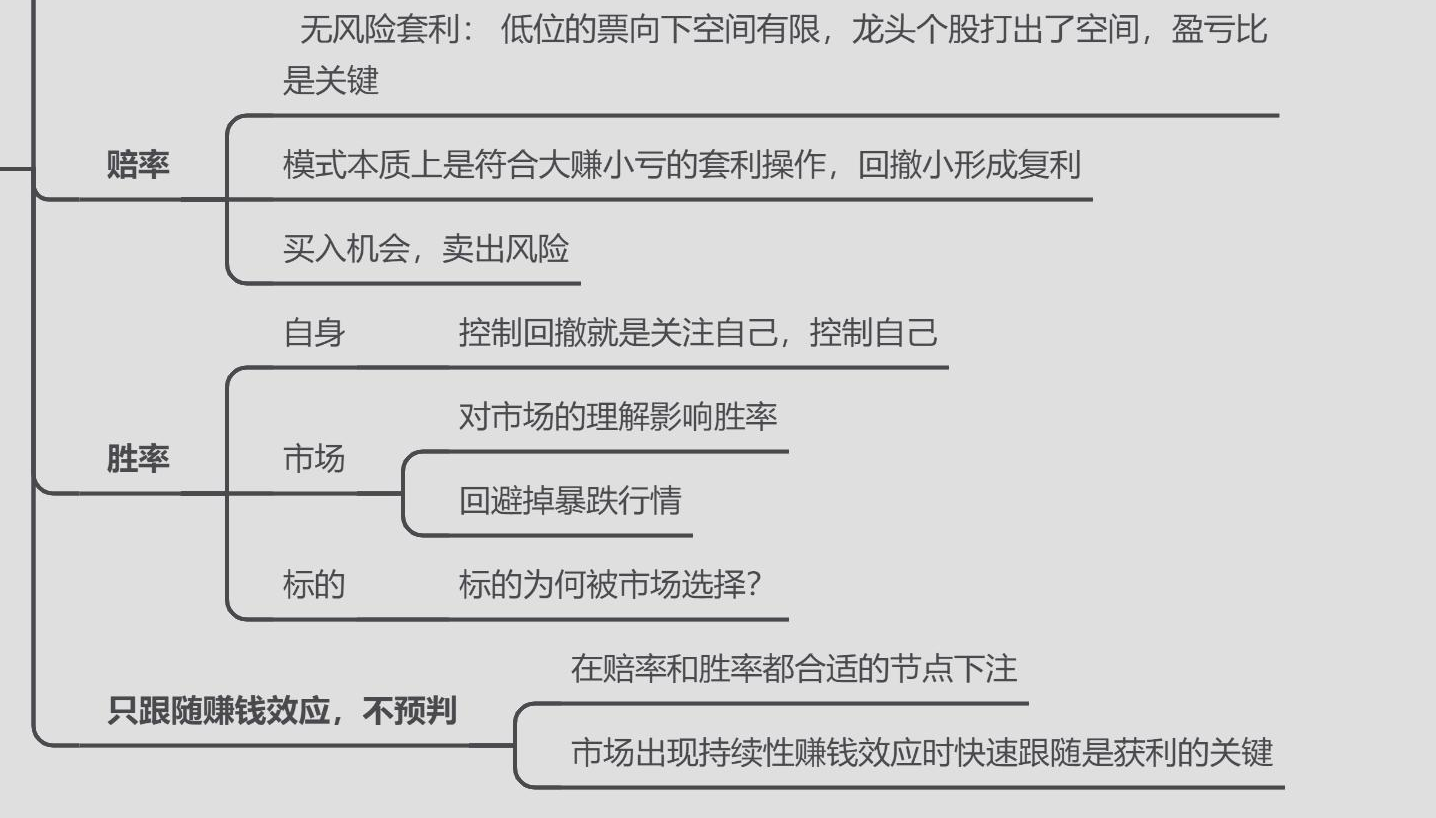 无风险套利： 低位的票向下空间有限，龙头个股打出了空间，盈亏比
是关键
赔率
模式本质上是符合大赚小亏的套利操作，回撤小形成复利
买入机会，卖出风险
自身
控制回撤就是关注自己，控制自己
对市场的理解影响胜率
胜率
市场
回避掉暴跌行情
标的
标的为何被市场选择？
在赔率和胜率都合适的节点下注
只跟随赚钱效应，不预判
市场出现持续性赚钱效应时快速跟随是获利的关键